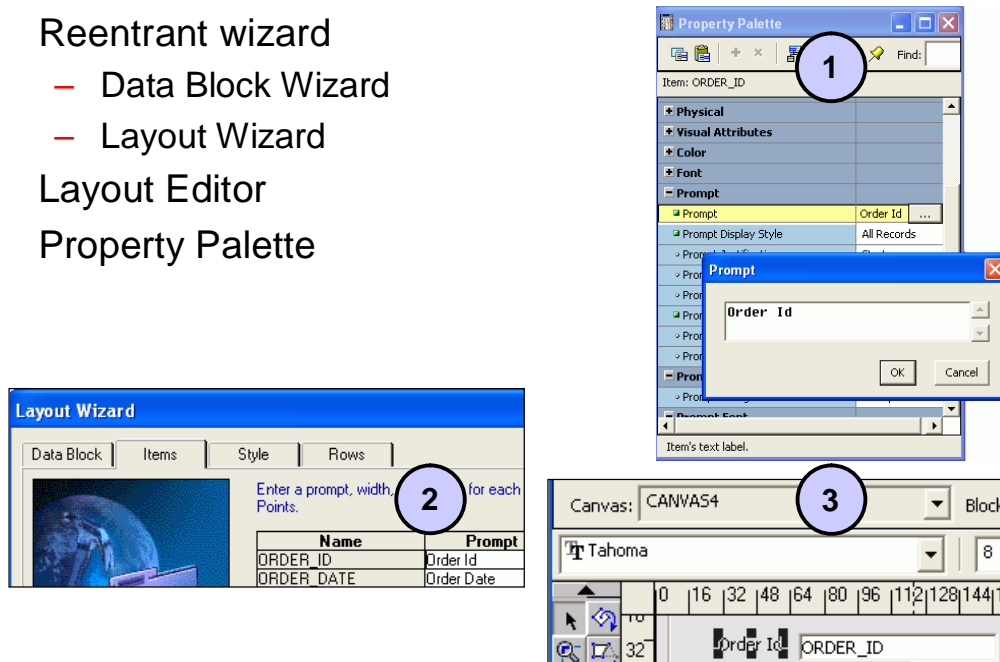 Reentrant wizard
– Data Block Wizard
– Layout Wizard
Layout Editor
Property Palette
Property Palette
1
Find:
Item: ORDER_ID
Physical
Visual Attributes
Color
Font
Prompt
Prompt Order Id ...
Prompt Display Style All Records
Prompt
Order Id
OK Cancel
Prompt Font
Item's text label.
Layout Wizard
Data Block Items Style Rows
Enter a prompt, width, for each
Points.
2
Name Prompt
ORDER_ID Order Id
ORDER_DATE Order Date
3
Canvas: CANVAS4
Tahoma 8
0 16 32 48 64 80 96 112 128 144
32
Order Id ORDER_ID